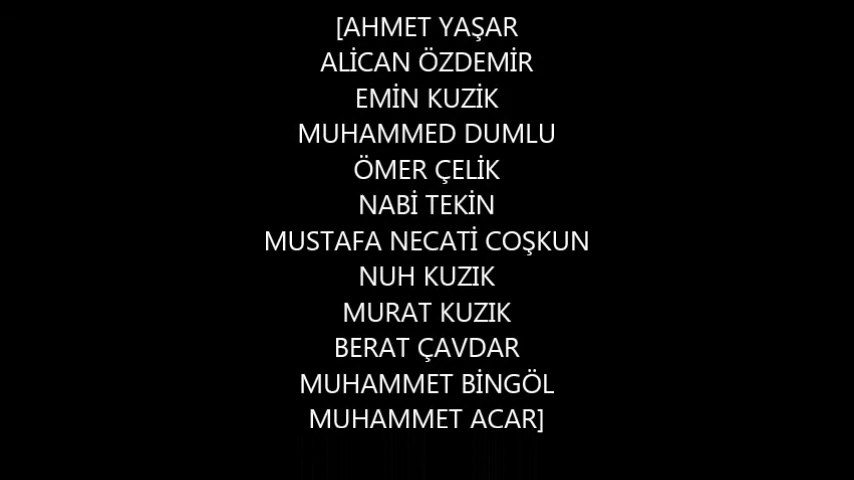 [AHMET YAŞAR
ALİCAN ÖZDEMİR
EMİN KUZİK
MUHAMMED DUMLU
ÖMER ÇELİK
NABİ TEKİN
MUSTAFA NECATİ COŞKUN
NUH KUZIK
MURAT KUZIK
BERAT ÇAVDAR
MUHAMMET BİNGÖL
MUHAMMET ACAR]